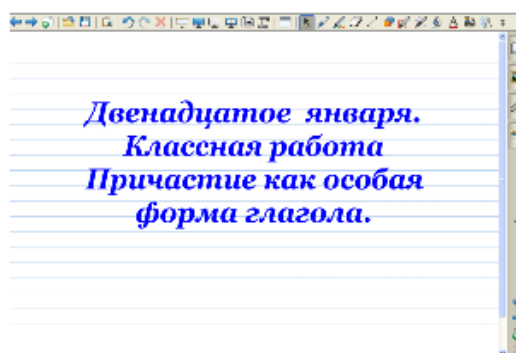 Двенадцатое января.
Классная работа
Причастие как особая
форма глагола.